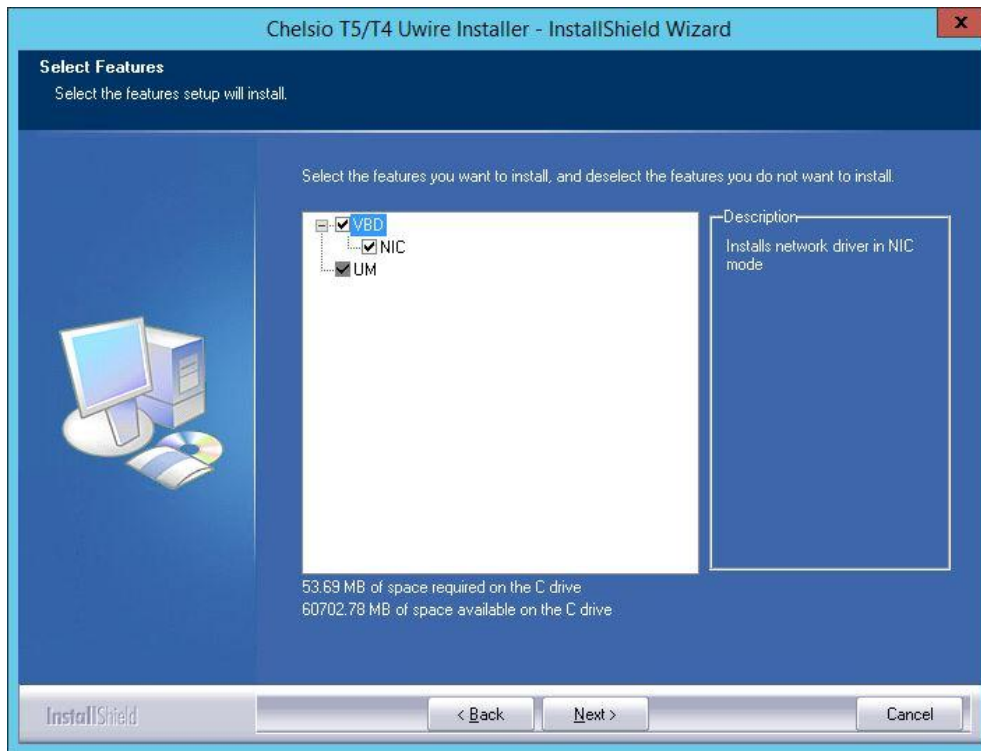 Chelsio T5/T4 Uwire Installer - InstallShield Wizard
x
Select Features
Select the features setup will install.
Select the features you want to install, and deselect the features you do not want to install.
VBD
NIC
UM
Description
Installs network driver in NIC
mode
53.69 MB of space required on the C drive
60702.78 MB of space available on the C drive
InstallShield
< Back
Next >
Cancel